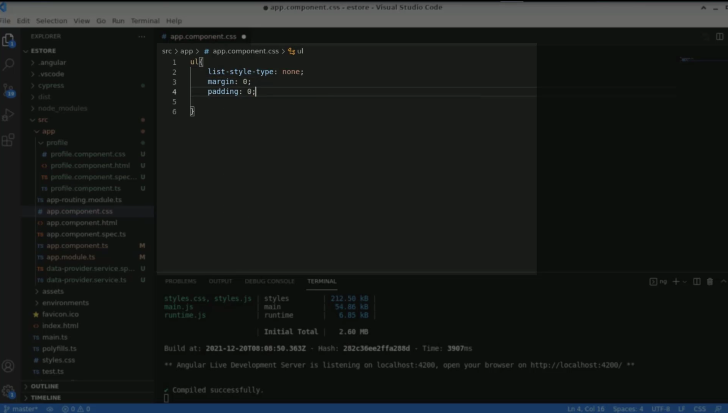 app.component.css - estore - Visual Studio Code
File Edit Selection View Go Run Terminal Help
EXPLORER
app.component.css
ESTORE
src > app > # app.component.css > ul
.angular
.vscode
cypress
dist
node_modules
src
app
profile
profile.component.css U
profile.component.html U
profile.component.spec... U
profile.component.ts U
app-routing.module.ts
# app.component.css
app.component.html
app.component.spec.ts
app.component.ts M
app.module.ts M
data-provider.service.sp... U
data-provider.service.ts U
assets
environments
favicon.ico
index.html
main.ts
polyfills.ts
styles.css
test.ts
OUTLINE
TIMELINE
1 ul{
2 list-style-type: none;
3 margin: 0;
4 padding: 0;
5
6 }
PROBLEMS OUTPUT DEBUG CONSOLE TERMINAL
ng
styles.css, styles.js | styles | 212.50 kB |
main.js | main | 54.86 kB |
runtime.js | runtime | 6.85 kB |
| Initial Total | 2.60 MB
Build at: 2021-12-20T08:08:50.363Z - Hash: 282c36ee2ffa288d - Time: 3907ms
** Angular Live Development Server is listening on localhost:4200, open your browser on http://localhost:4200/ **
✓ Compiled successfully.
master* 0 0 Ln 4, Col 16 Spaces: 4 UTF-8 LF CSS